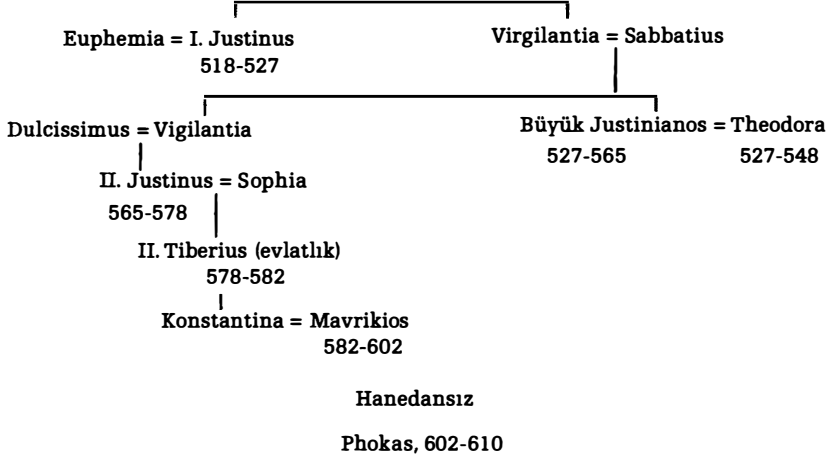 Euphemia = I. Justinus Virgilantia = Sabbatius
518-527
Dulcissimus = Vigilantia Büyük Justinianos = Theodora
527-565 527-548
II. Justinus = Sophia
565-578
II. Tiberius (evlatlık)
578-582
Konstantina = Mavrikios
582-602
Hanedansız
Phokas, 602-610